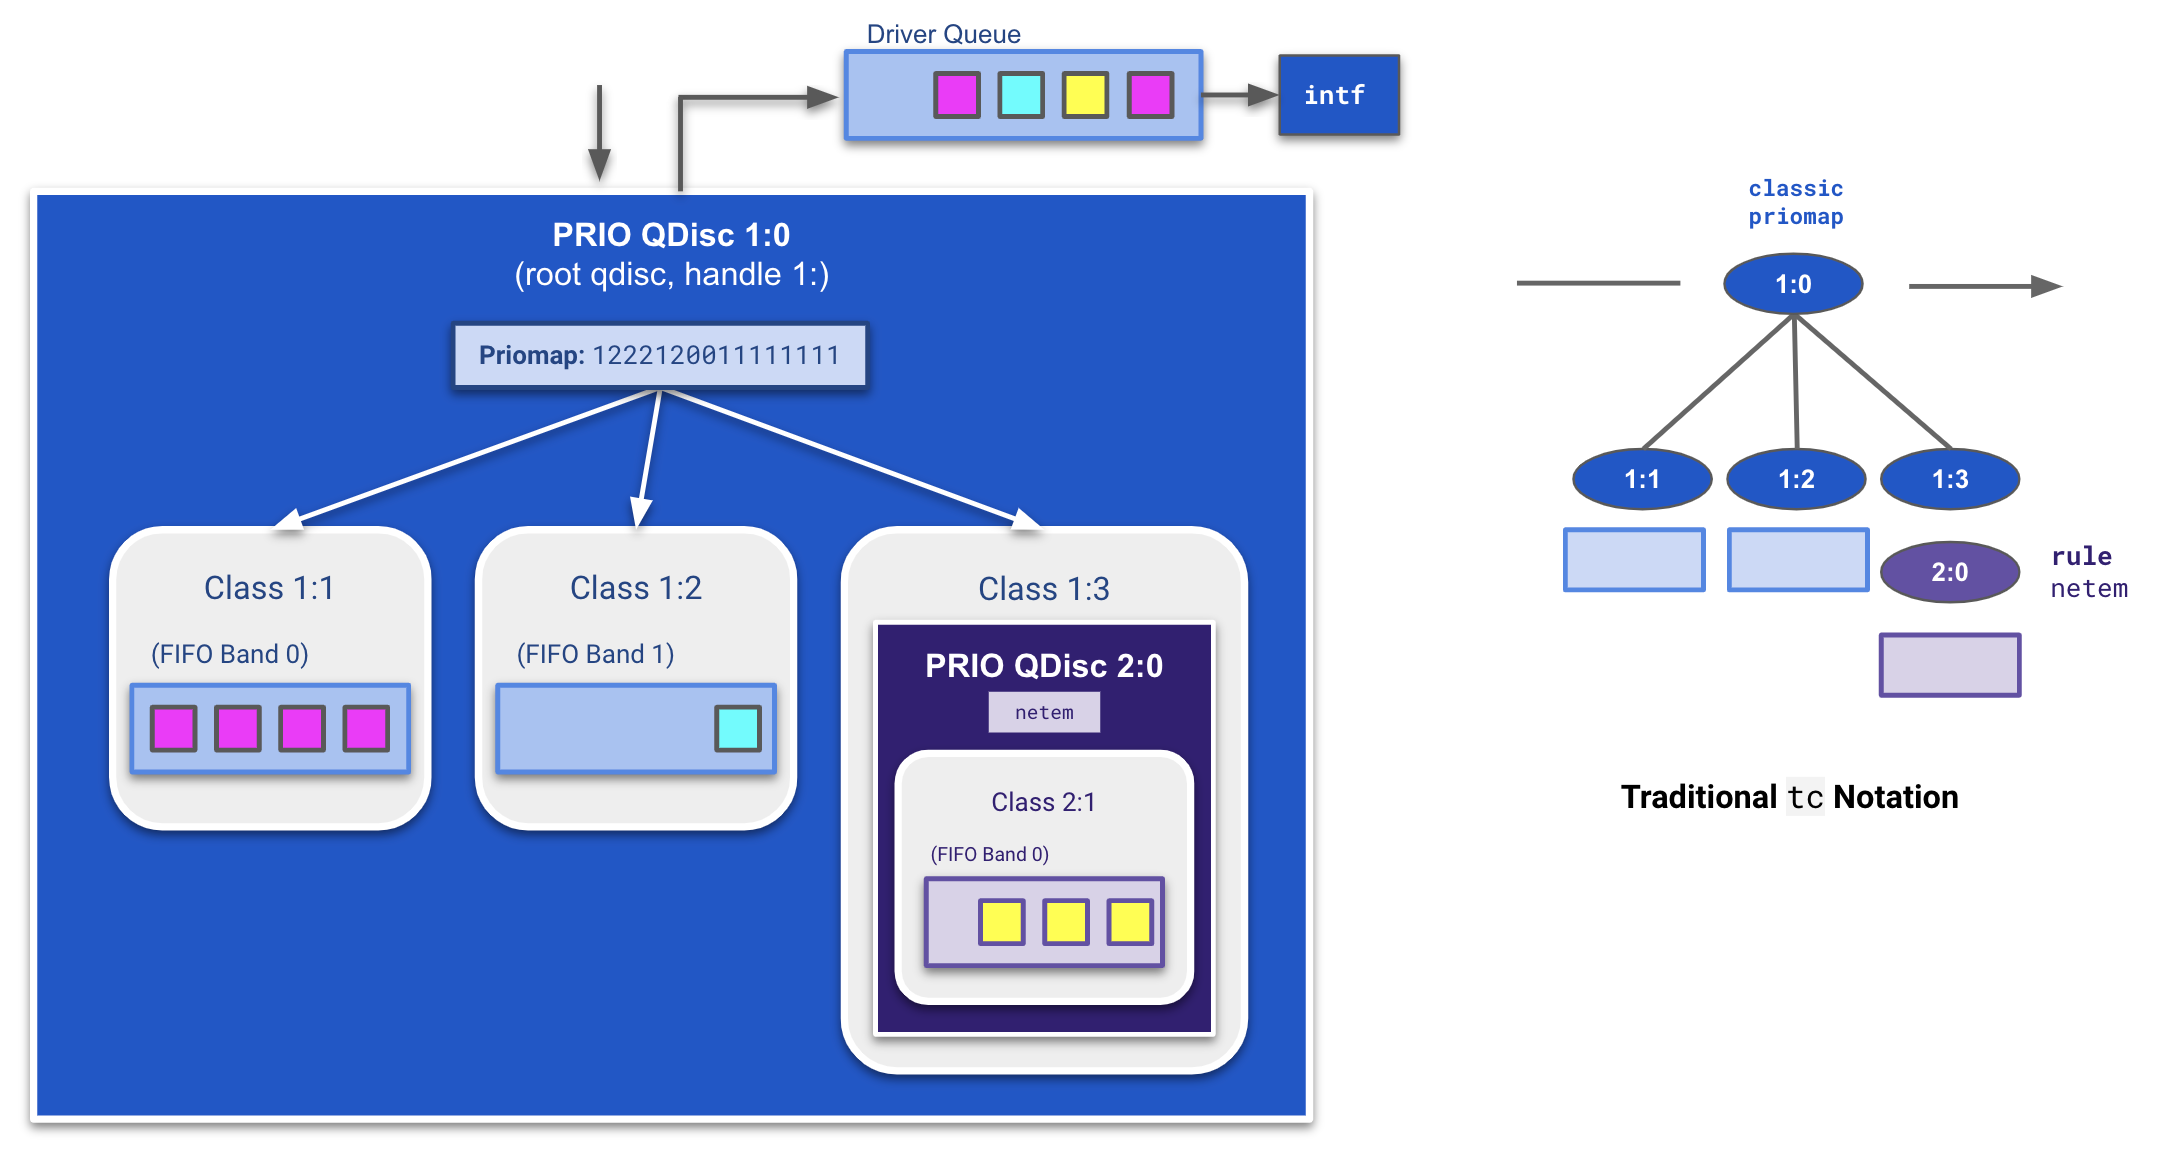 Driver Queue
intf
PRIO QDisc 1:0
(root qdisc, handle 1:)
Priomap: 1222120011111111
Class 1:1
(FIFO Band 0)
Class 1:2
(FIFO Band 1)
Class 1:3
PRIO QDisc 2:0
netem
Class 2:1
(FIFO Band 0)
classic
priomap
1:0
1:1
1:2
1:3
2:0
rule
netem
Traditional tc Notation